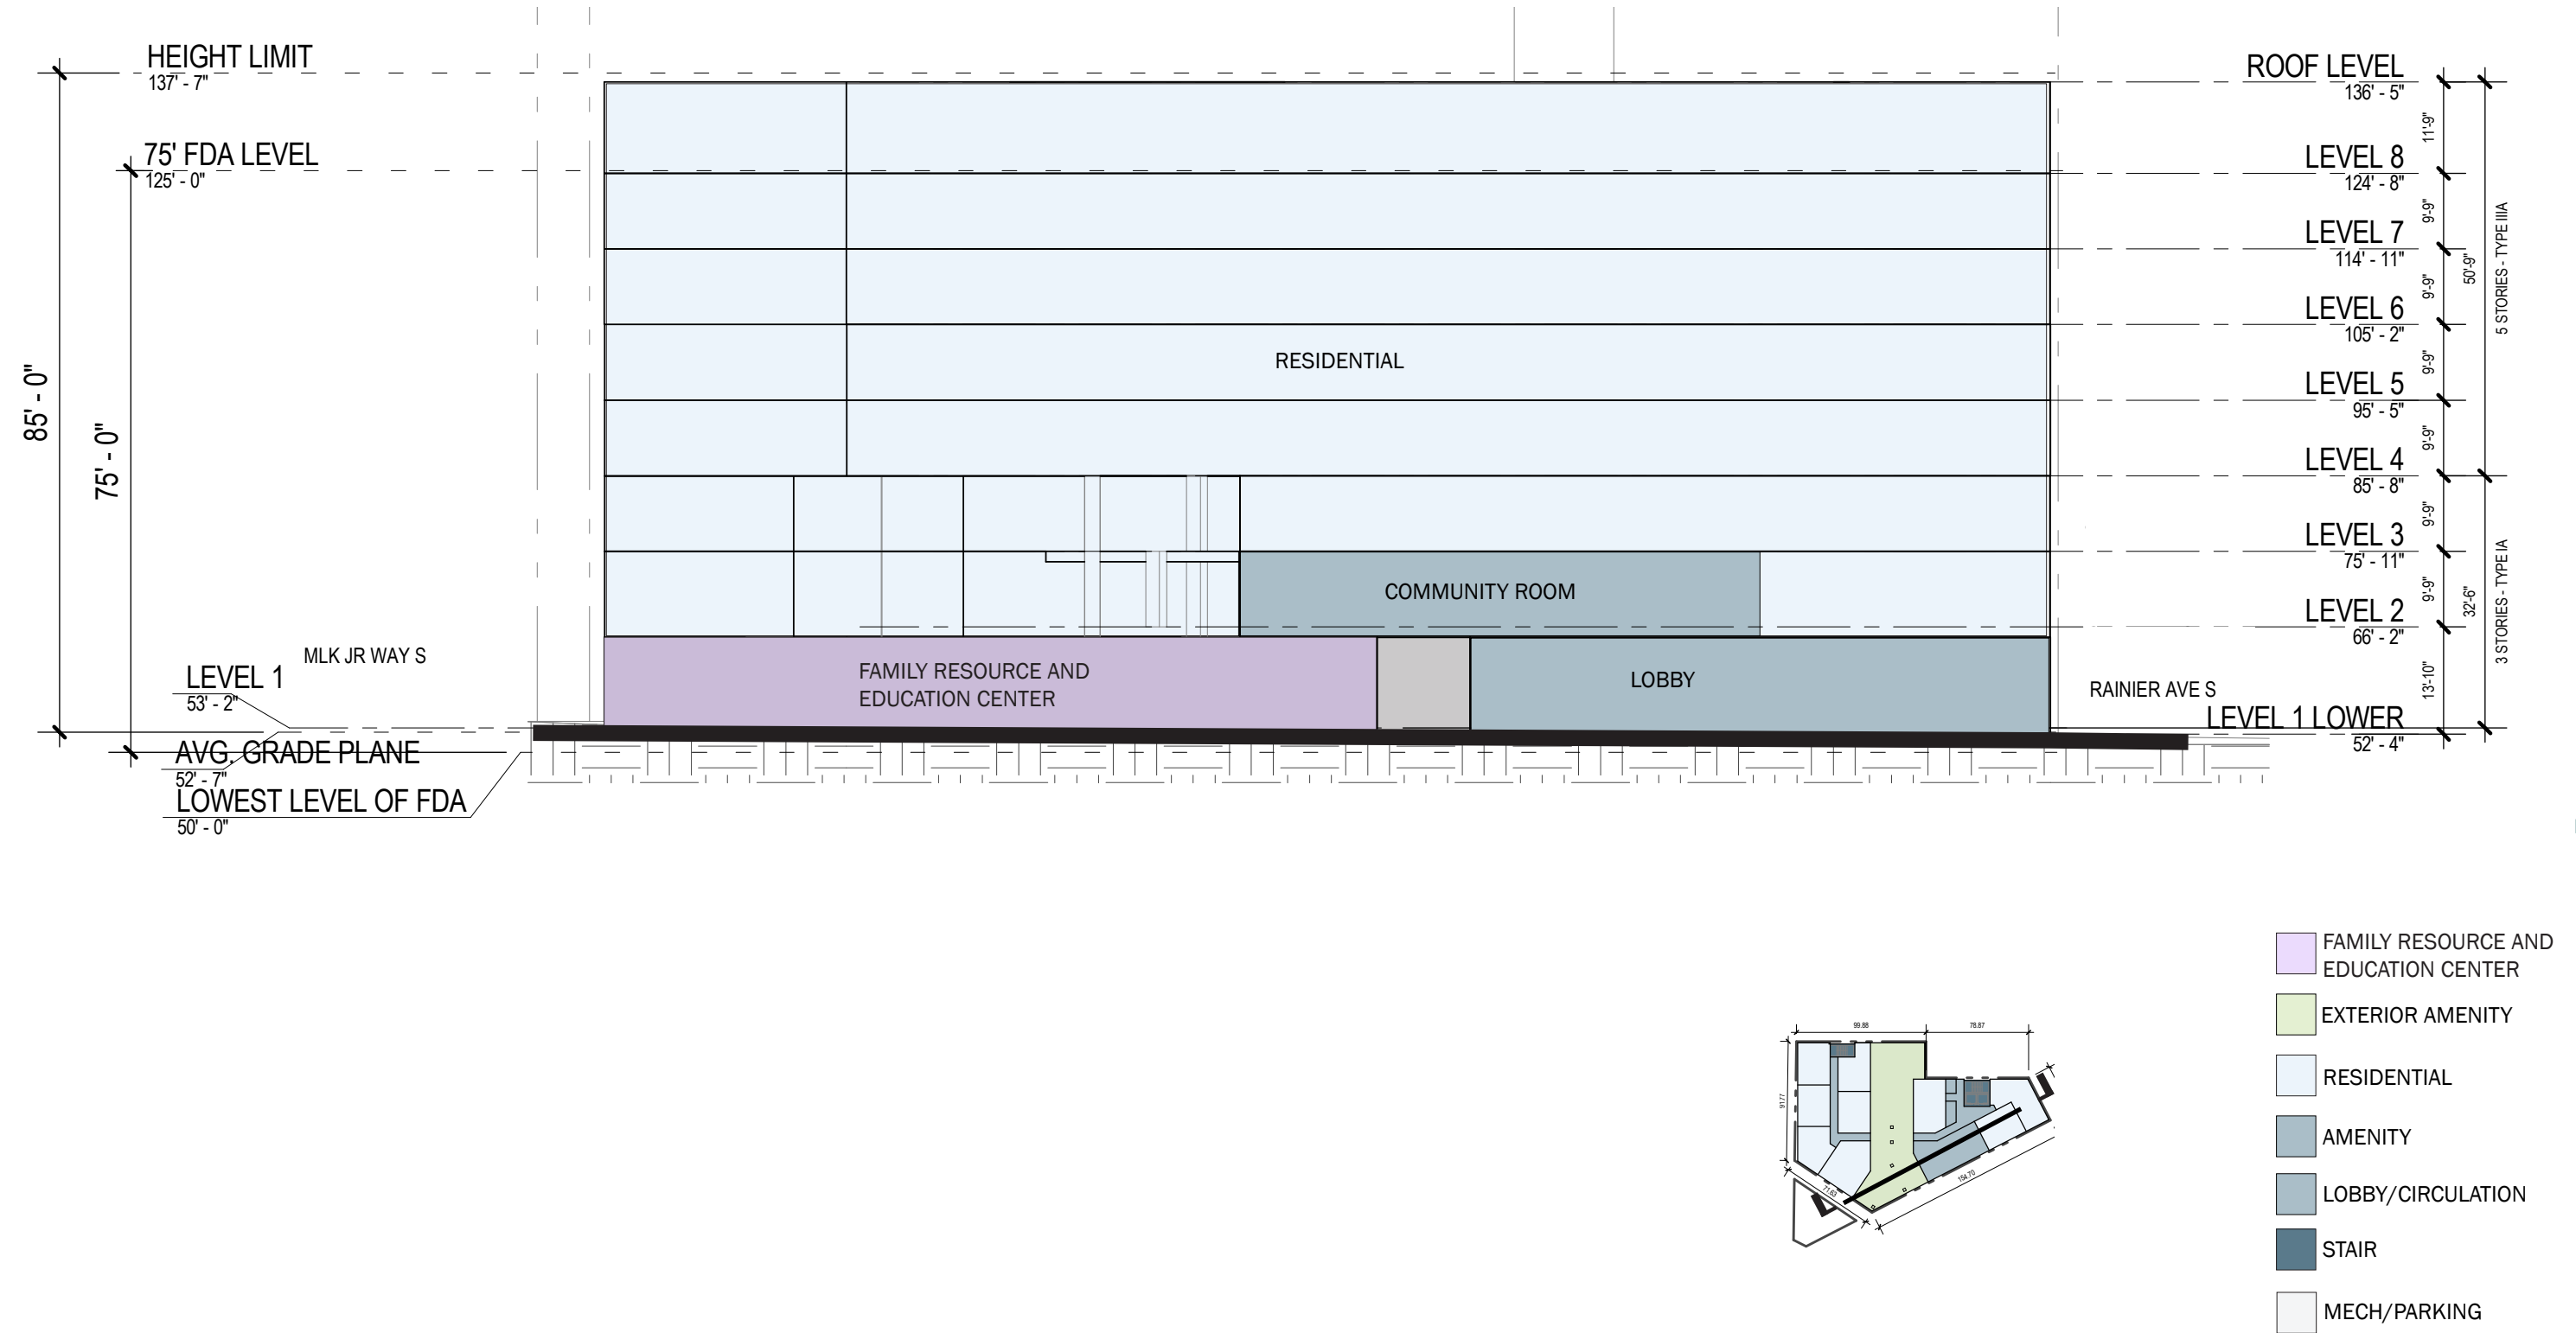 HEIGHT LIMIT
137' - 7"
75' FDA LEVEL
125' - 0"
85' - 0"
75' - 0"
MLK JR WAY S
LEVEL 1
53' - 2"
AVG. GRADE PLANE
52' - 7"
LOWEST LEVEL OF FDA
50' - 0"
RESIDENTIAL
COMMUNITY ROOM
FAMILY RESOURCE AND
EDUCATION CENTER
LOBBY
ROOF LEVEL
136' - 5"
11'-9"
LEVEL 8
124' - 8"
9'-9"
LEVEL 7
114' - 11"
9'-9"
LEVEL 6
105' - 2"
9'-9"
LEVEL 5
95' - 5"
9'-9"
LEVEL 4
85' - 8"
9'-9"
LEVEL 3
75' - 11"
9'-9"
LEVEL 2
66' - 2"
13'-10"
RAINIER AVE S
LEVEL 1 LOWER
52' - 4"
50'-9"
32'-6"
5 STORIES - TYPE IIIA
3 STORIES - TYPE IA
99.88
78.87
91.77
71.63
154.70
FAMILY RESOURCE AND
EDUCATION CENTER
EXTERIOR AMENITY
RESIDENTIAL
AMENITY
LOBBY/CIRCULATION
STAIR
MECH/PARKING